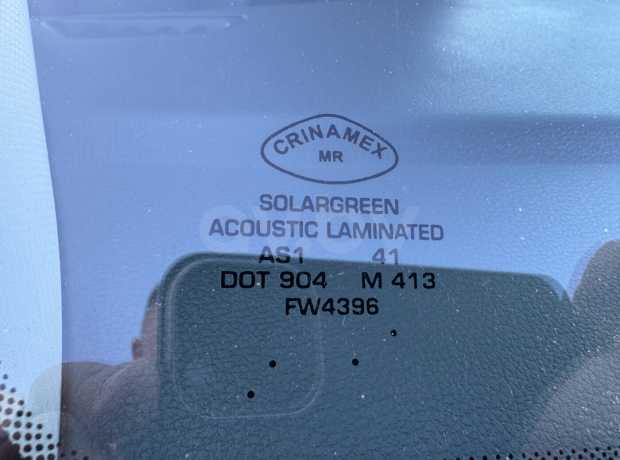 CRINAMEX
MR
SOLARGREEN
ACOUSTIC LAMINATED
AS1 41
DOT 904 M 413
FW4396